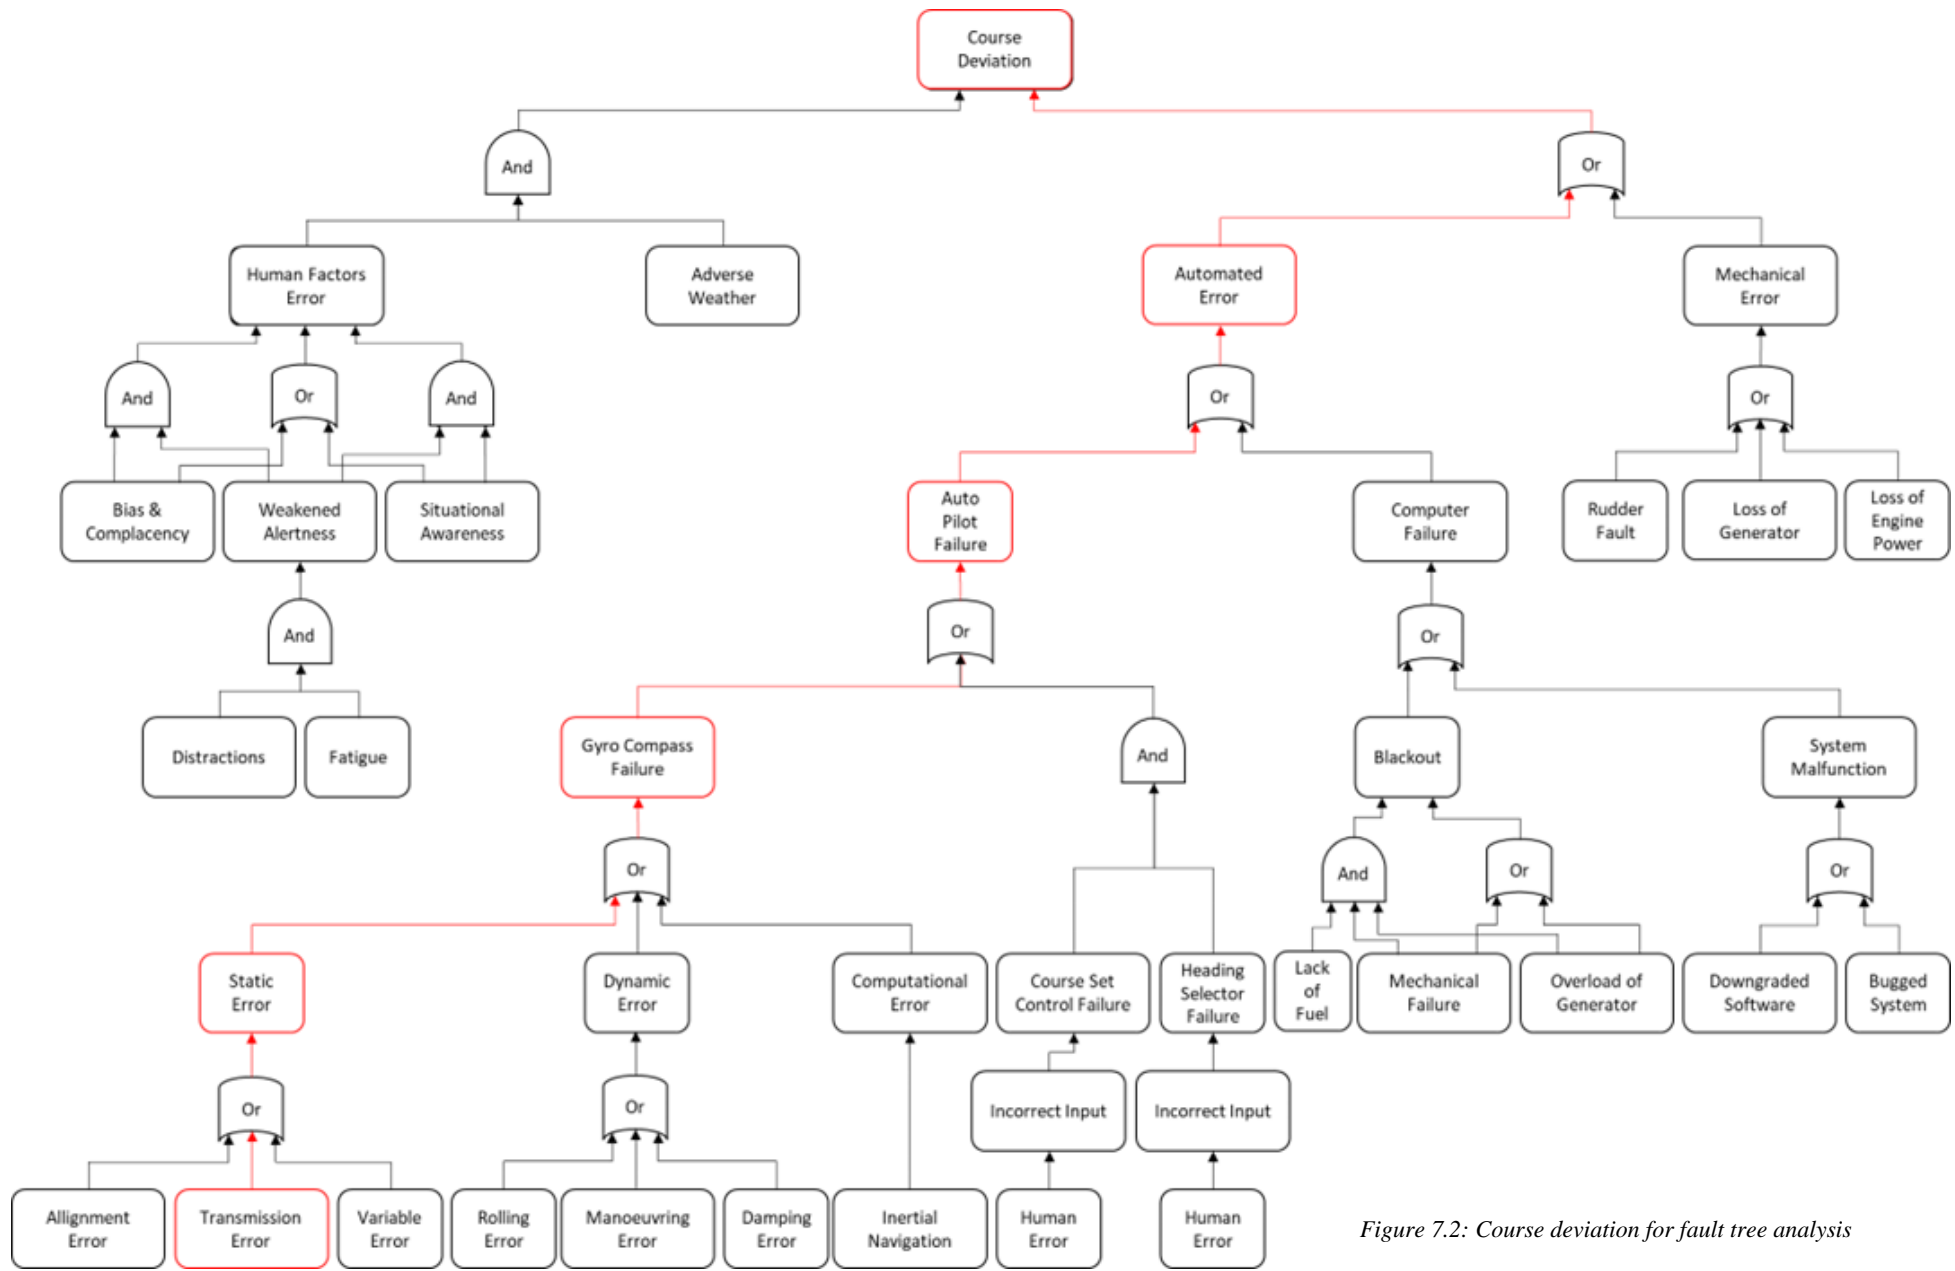 Course
Deviation
And
Or
Human Factors
Error
Adverse
Weather
Automated
Error
Mechanical
Error
And
Or
And
Or
Or
Bias &
Complacency
Weakened
Alertness
Situational
Awareness
Auto
Pilot
Failure
Computer
Failure
Rudder
Fault
Loss of
Generator
Loss of
Engine
Power
And
Or
Or
Distractions
Fatigue
Gyro Compass
Failure
And
Blackout
System
Malfunction
Or
And
Or
Or
Static
Error
Dynamic
Error
Computational
Error
Course Set
Control Failure
Heading
Selector
Failure
Lack
of
Fuel
Mechanical
Failure
Overload of
Generator
Downgraded
Software
Bugged
System
Or
Or
Incorrect Input
Incorrect Input
Allignment
Error
Transmission
Error
Variable
Error
Rolling
Error
Manoeuvring
Error
Damping
Error
Inertial
Navigation
Human
Error
Human
Error
Figure 7.2: Course deviation for fault tree analysis